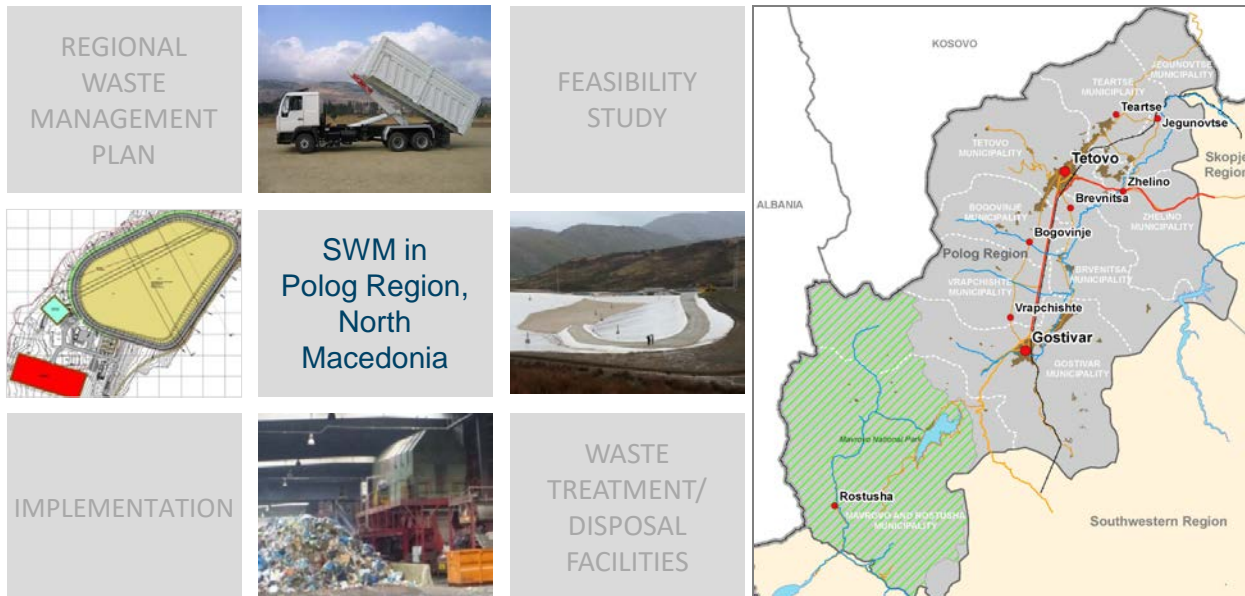 REGIONAL
WASTE
MANAGEMENT
PLAN
FEASIBILITY
STUDY
SWM in
Polog Region,
North
Macedonia
IMPLEMENTATION
WASTE
TREATMENT/
DISPOSAL
FACILITIES
KOSOVO
JEGUNOVTSE
MUNICIPALITY
TEARTSE
MUNICIPLAITY
Teartse
Jegunovtse
TETOVO
MUNICIPALITY
Tetovo
Skopje
Region
Zhelino
ALBANIA
Brevnitsa
BOGOVINJE
MUNICIPALITY
ZHELINO
MUNICIPALITY
Bogovinje
Polog Region
BRVENITSA
MUNICIPALITY
VRAPCHISHTE
MUNICIPALITY
Vrapchishte
Gostivar
GOSTIVAR
MUNICIPALITY
Mavrovo National Park
Rostusha
MAVROVO AND ROSTUSHA
MUNICIPALITY
Southwestern Region